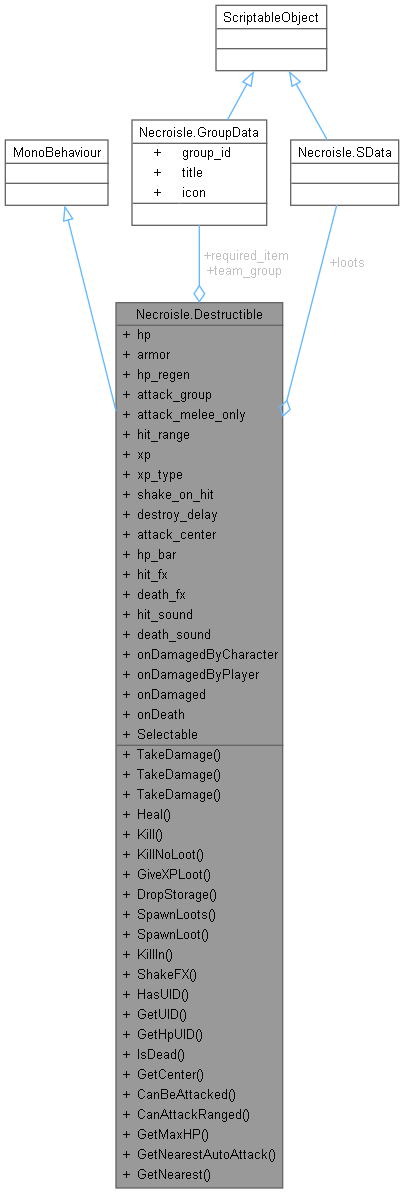 ScriptableObject
Necroisle.GroupData
+ group_id
+ title
+ icon
MonoBehaviour
Necroisle.SData
+required_item
+team_group
+loots
Necroisle.Destructible
+ hp
+ armor
+ hp_regen
+ attack_group
+ attack_melee_only
+ hit_range
+ xp
+ xp_type
+ shake_on_hit
+ destroy_delay
+ attack_center
+ hp_bar
+ hit_fx
+ death_fx
+ hit_sound
+ death_sound
+ onDamagedByCharacter
+ onDamagedByPlayer
+ onDamaged
+ onDeath
+ Selectable
+ TakeDamage()
+ TakeDamage()
+ TakeDamage()
+ Heal()
+ Kill()
+ KillNoLoot()
+ GiveXPLoot()
+ DropStorage()
+ SpawnLoots()
+ SpawnLoot()
+ KillIn()
+ ShakeFX()
+ HasUID()
+ GetUID()
+ GetHpUID()
+ IsDead()
+ GetCenter()
+ CanBeAttacked()
+ CanAttackRanged()
+ GetMaxHP()
+ GetNearestAutoAttack()
+ GetNearest()